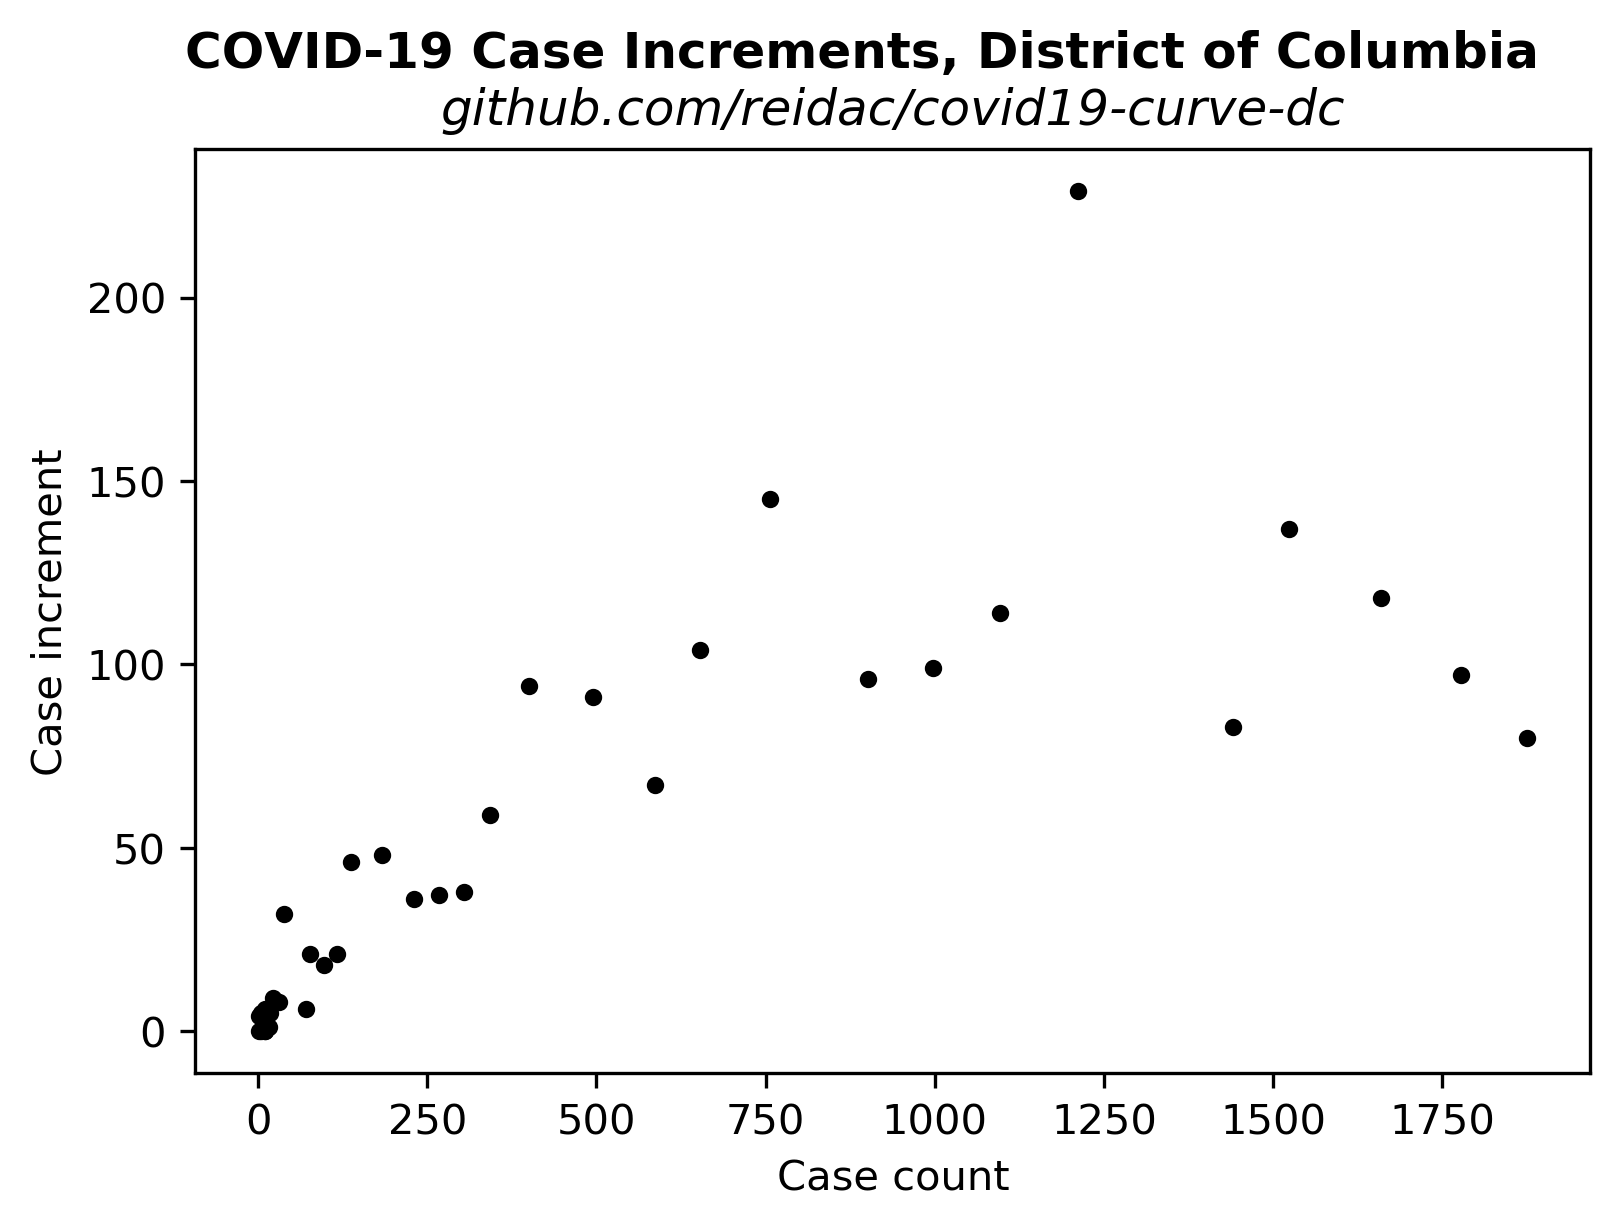 COVID-19 Case Increments, District of Columbia
github.com/reidac/covid19-curve-dc
Case increment
200
150
100
50
0
0 250 500 750 1000 1250 1500 1750
Case count